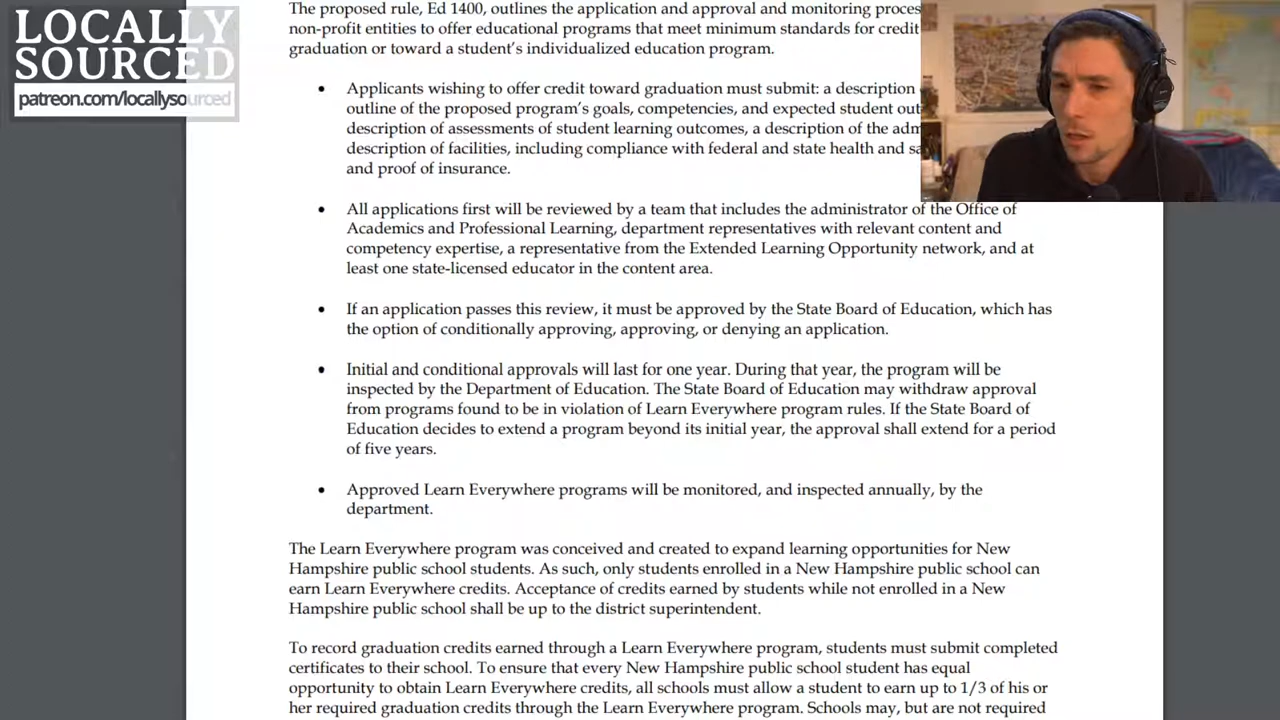 LOCALLY
SOURCED
patreon.com/locallysourced
The proposed rule, Ed 1400, outlines the application and approval and monitoring
non-profit entities to offer educational programs that meet minimum standards for credit
graduation or toward a student's individualized education program.
• Applicants wishing to offer credit toward graduation must submit: a description
outline of the proposed program's goals, competencies, and expected student
description of assessments of student learning outcomes, a description of the
description of facilities, including compliance with federal and state health and
and proof of insurance.
• All applications first will be reviewed by a team that includes the administrator of the Office of
Academics and Professional Learning, department representatives with relevant content and
competency expertise, a representative from the Extended Learning Opportunity network, and at
least one state-licensed educator in the content area.
• If an application passes this review, it must be approved by the State Board of Education, which has
the option of conditionally approving, approving, or denying an application.
• Initial and conditional approvals will last for one year. During that year, the program will be
inspected by the Department of Education. The State Board of Education may withdraw approval
from programs found to be in violation of Learn Everywhere program rules. If the State Board of
Education decides to extend a program beyond its initial year, the approval shall extend for a period
of five years.
• Approved Learn Everywhere programs will be monitored, and inspected annually, by the
department.
The Learn Everywhere program was conceived and created to expand learning opportunities for New
Hampshire public school students. As such, only students enrolled in a New Hampshire public school can
earn Learn Everywhere credits. Acceptance of credits earned by students while not enrolled in a New
Hampshire public school shall be up to the district superintendent.
To record graduation credits earned through a Learn Everywhere program, students must submit completed
certificates to their school. To ensure that every New Hampshire public school student has equal
opportunity to obtain Learn Everywhere credits, all schools must allow a student to earn up to 1/3 of his or
her required graduation credits through the Learn Everywhere program. Schools may, but are not required